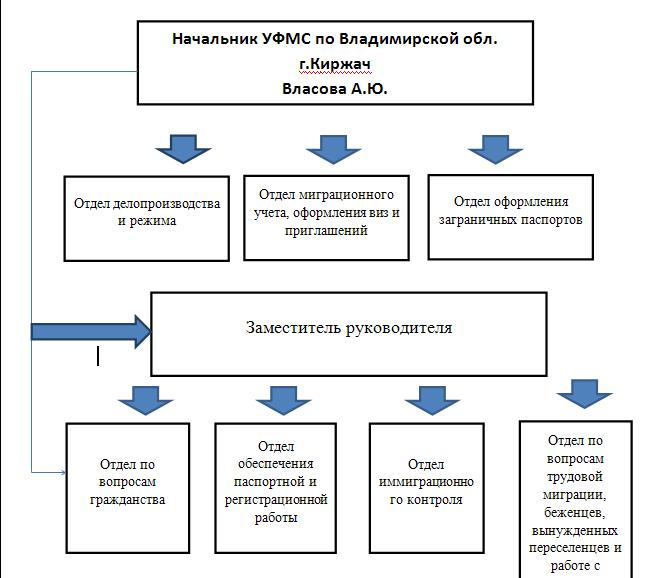 Начальник УФМС по Владимирской обл.
г.Киржач
Власова А.Ю.
Отдел делопроизводства
и режима
Отдел миграционного
учета, оформления виз и
приглашений
Отдел оформления
заграничных паспортов
Заместитель руководителя
Отдел по
вопросам
гражданства
Отдел
обеспечения
паспортной и
регистрационной
работы
Отдел
иммиграционно
го контроля
Отдел по
вопросам
трудовой
миграции,
беженцев,
вынужденных
переселенцев и
работе с